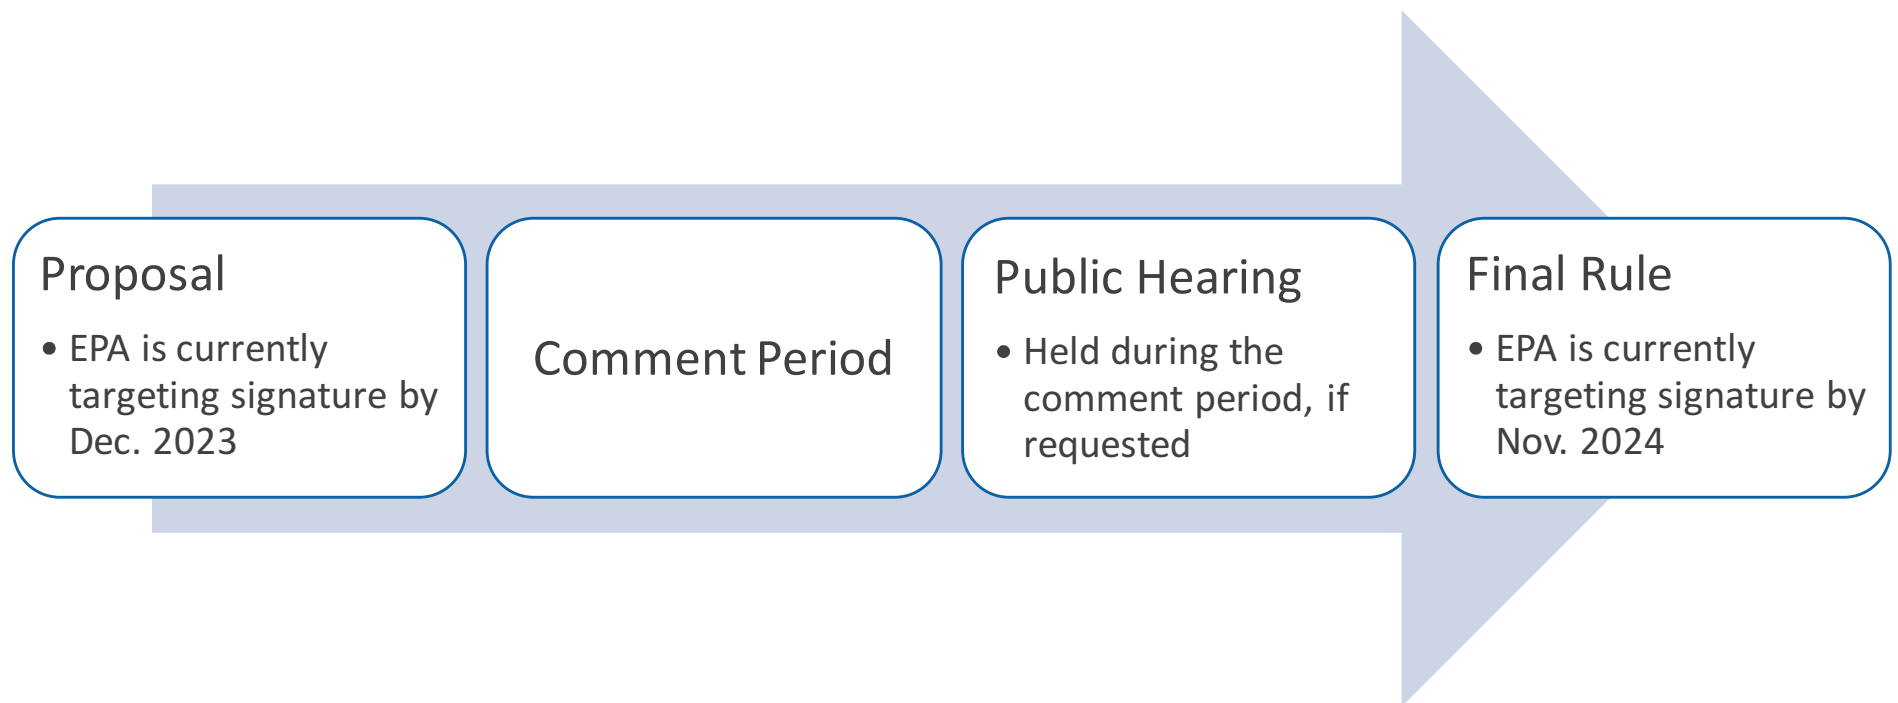 Proposal
• EPA is currently
targeting signature by
Dec. 2023
Comment Period
Public Hearing
• Held during the
comment period, if
requested
Final Rule
• EPA is currently
targeting signature by
Nov. 2024